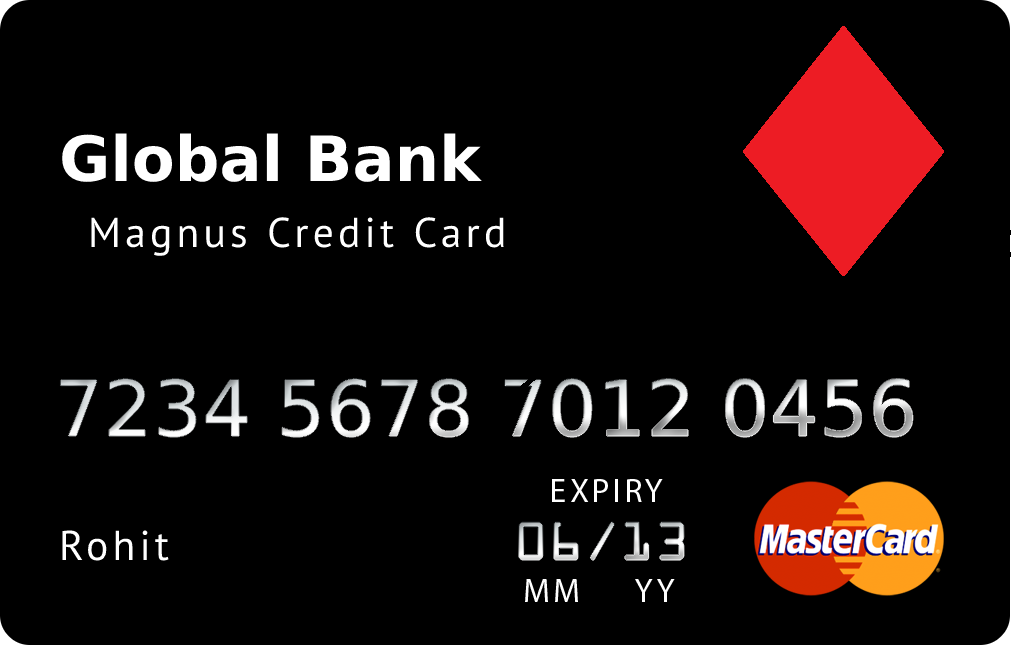 Global Bank
Magnus Credit Card
7234 5678 7012 0456
EXPIRY
06/13
MM YY
Rohit
MasterCard